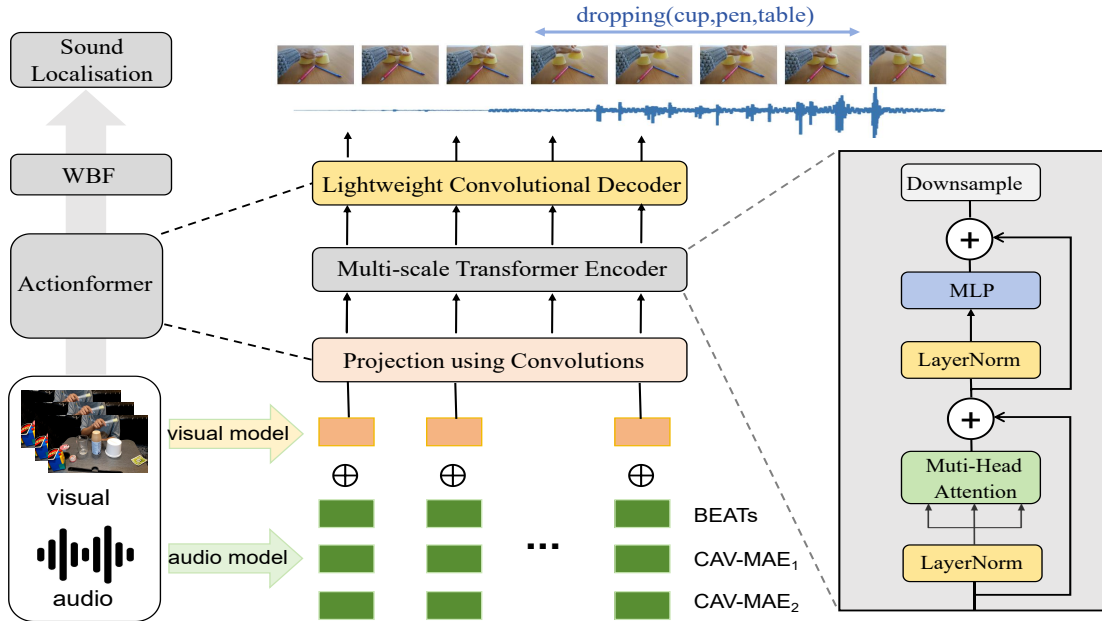 dropping(cup,pen,table)
Sound
Localisation
WBF
Actionformer
Lightweight Convolutional Decoder
Multi-scale Transformer Encoder
Projection using Convolutions
visual model
audio model
visual
audio
BEATs
...
CAV-MAE₁
CAV-MAE₂
Downsample
+
MLP
LayerNorm
+
Muti-Head
Attention
LayerNorm